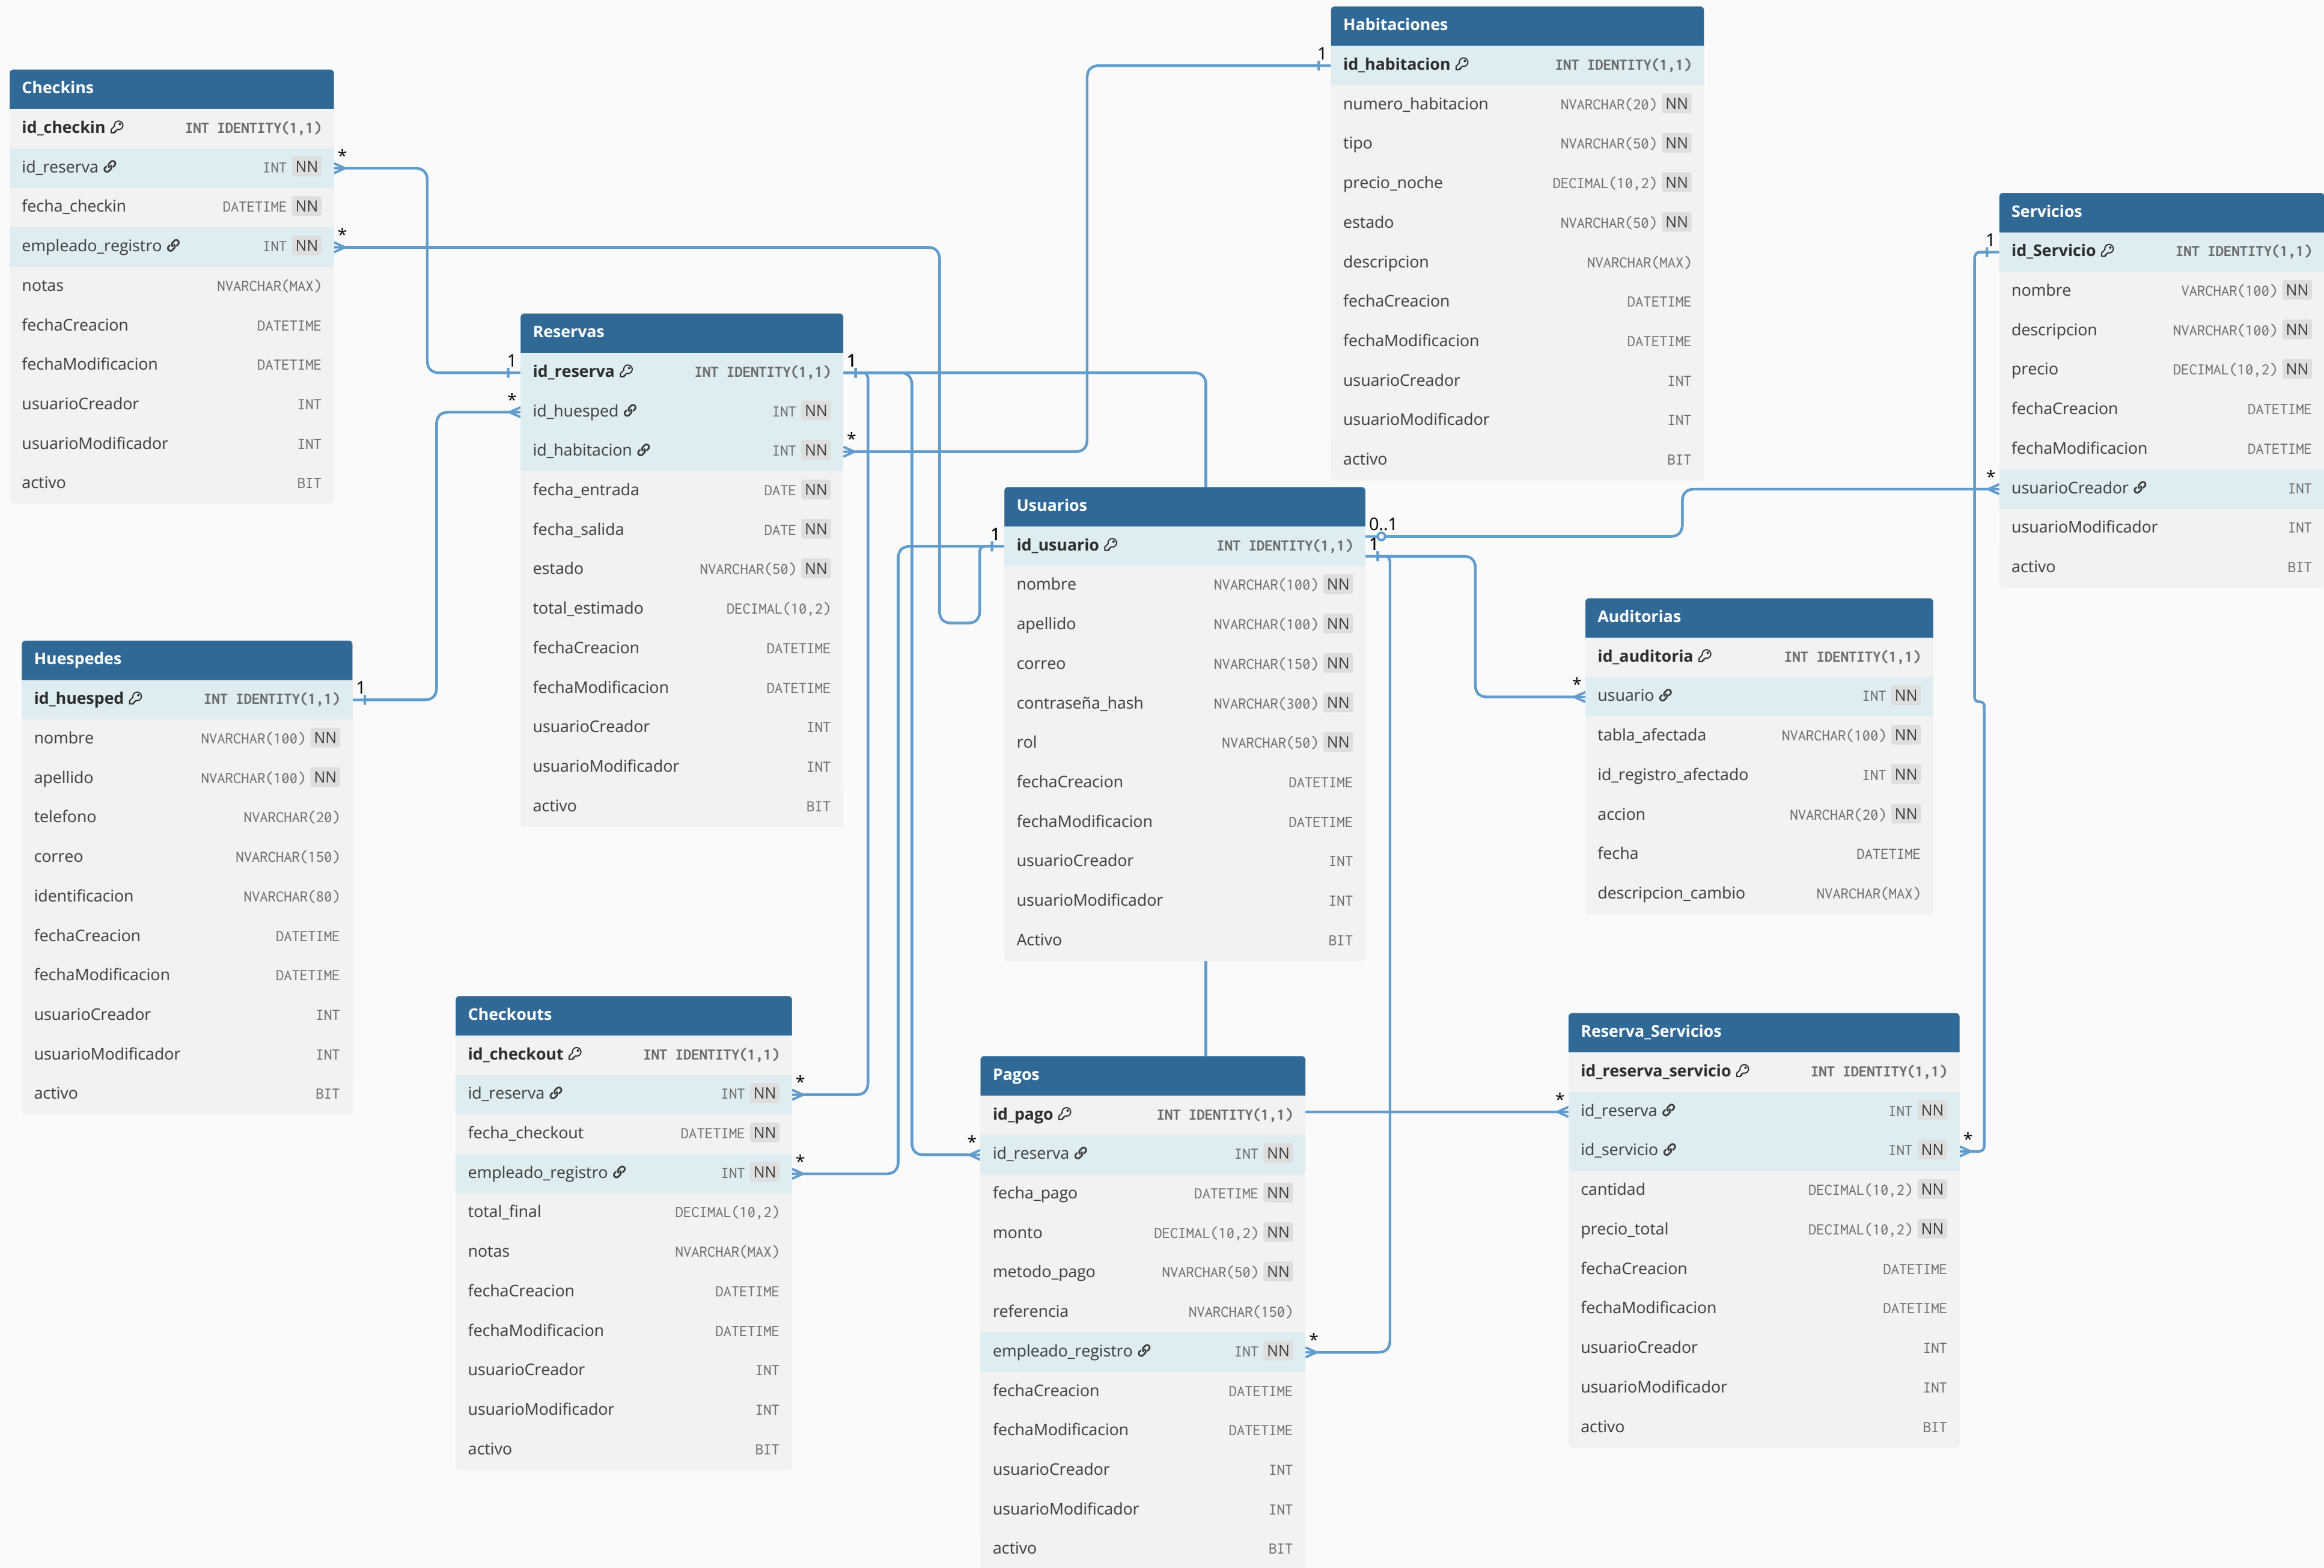 Habitaciones
id_habitacion INT IDENTITY(1,1)
numero_habitacion NVARCHAR(20) NN
tipo NVARCHAR(50) NN
precio_noche DECIMAL(10,2) NN
estado NVARCHAR(50) NN
descripcion NVARCHAR(MAX)
fechaCreacion DATETIME
fechaModificacion DATETIME
usuarioCreador INT
usuarioModificador INT
activo BIT
1
Checkins
id_checkin INT IDENTITY(1,1)
id_reserva INT NN
fecha_checkin DATETIME NN
empleado_registro INT NN
notas NVARCHAR(MAX)
fechaCreacion DATETIME
fechaModificacion DATETIME
usuarioCreador INT
usuarioModificador INT
activo BIT
*
*
Servicios
id_Servicio INT IDENTITY(1,1)
nombre VARCHAR(100) NN
descripcion NVARCHAR(100) NN
precio DECIMAL(10,2) NN
fechaCreacion DATETIME
fechaModificacion DATETIME
usuarioCreador INT
usuarioModificador INT
activo BIT
1
*
Reservas
id_reserva INT IDENTITY(1,1)
id_huesped INT NN
id_habitacion INT NN
fecha_entrada DATE NN
fecha_salida DATE NN
estado NVARCHAR(50) NN
total_estimado DECIMAL(10,2)
fechaCreacion DATETIME
fechaModificacion DATETIME
usuarioCreador INT
usuarioModificador INT
activo BIT
1
1
*
*
Usuarios
id_usuario INT IDENTITY(1,1)
nombre NVARCHAR(100) NN
apellido NVARCHAR(100) NN
correo NVARCHAR(150) NN
contraseña_hash NVARCHAR(300) NN
rol NVARCHAR(50) NN
fechaCreacion DATETIME
fechaModificacion DATETIME
usuarioCreador INT
usuarioModificador INT
Activo BIT
1
0..1
1
Auditorias
id_auditoria INT IDENTITY(1,1)
usuario INT NN
tabla_afectada NVARCHAR(100) NN
id_registro_afectado INT NN
accion NVARCHAR(20) NN
fecha DATETIME
descripcion_cambio NVARCHAR(MAX)
*
Huespedes
id_huesped INT IDENTITY(1,1)
nombre NVARCHAR(100) NN
apellido NVARCHAR(100) NN
telefono NVARCHAR(20)
correo NVARCHAR(150)
identificacion NVARCHAR(80)
fechaCreacion DATETIME
fechaModificacion DATETIME
usuarioCreador INT
usuarioModificador INT
activo BIT
1
Checkouts
id_checkout INT IDENTITY(1,1)
id_reserva INT NN
fecha_checkout DATETIME NN
empleado_registro INT NN
total_final DECIMAL(10,2)
notas NVARCHAR(MAX)
fechaCreacion DATETIME
fechaModificacion DATETIME
usuarioCreador INT
usuarioModificador INT
activo BIT
*
*
Pagos
id_pago INT IDENTITY(1,1)
id_reserva INT NN
fecha_pago DATETIME NN
monto DECIMAL(10,2) NN
metodo_pago NVARCHAR(50) NN
referencia NVARCHAR(150)
empleado_registro INT NN
fechaCreacion DATETIME
fechaModificacion DATETIME
usuarioCreador INT
usuarioModificador INT
activo BIT
*
*
Reserva_Servicios
id_reserva_servicio INT IDENTITY(1,1)
id_reserva INT NN
id_servicio INT NN
cantidad DECIMAL(10,2) NN
precio_total DECIMAL(10,2) NN
fechaCreacion DATETIME
fechaModificacion DATETIME
usuarioCreador INT
usuarioModificador INT
activo BIT
*
*